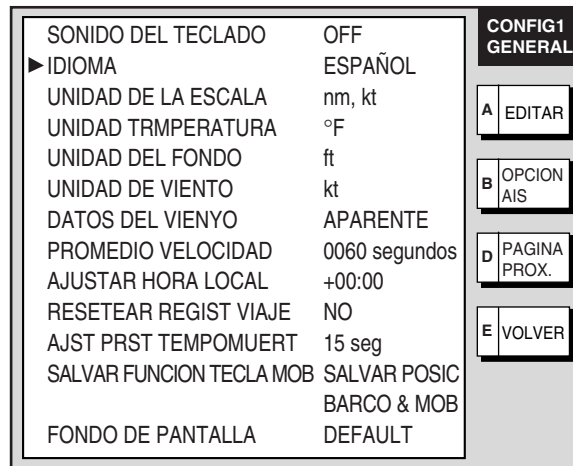 SONIDO DEL TECLADO OFF
▶IDIOMA ESPAÑOL
UNIDAD DE LA ESCALA nm, kt
UNIDAD TRMPERATURA °F
UNIDAD DEL FONDO ft
UNIDAD DE VIENTO kt
DATOS DEL VIENYO APARENTE
PROMEDIO VELOCIDAD 0060 segundos
AJUSTAR HORA LOCAL +00:00
RESETEAR REGIST VIAJE NO
AJST PRST TEMPOMUERT 15 seg
SALVAR FUNCION TECLA MOB SALVAR POSIC
BARCO & MOB
FONDO DE PANTALLA DEFAULT
CONFIG1
GENERAL
A EDITAR
B OPCION
AIS
D PAGINA
PROX.
E VOLVER